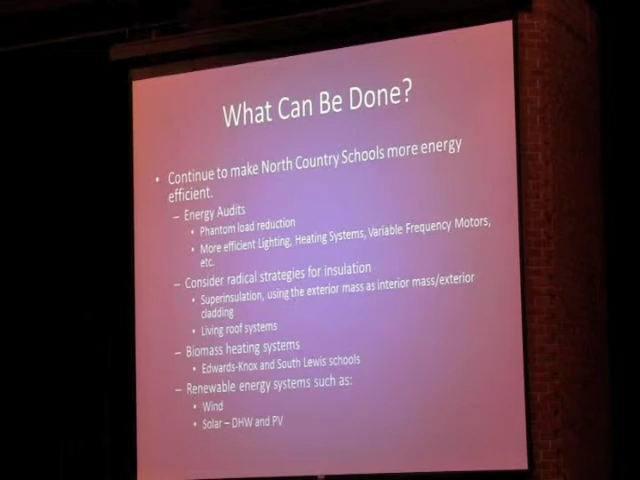 What Can Be Done?
• Continue to make North Country Schools more energy
efficient.
– Energy Audits
• Phantom load reduction
• More efficient Lighting, Heating Systems, Variable Frequency Motors,
etc.
– Consider radical strategies for insulation
• Superinsulation, using the exterior mass as interior mass/exterior
cladding
• Living roof systems
– Biomass heating systems
• Edwards-Knox and South Lewis schools
– Renewable energy systems such as:
• Wind
• Solar – DHW and PV